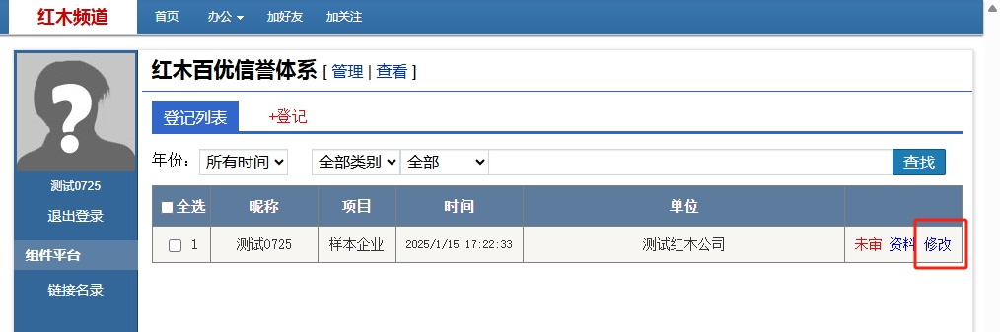 红木频道 首页 办公 加好友 加关注
红木百优信誉体系 [ 管理 | 查看 ]
登记列表 +登记
年份： 所有时间 全部类别 全部 查找
全选 昵称 项目 时间 单位
1 测试0725 样本企业 2025/1/15 17:22:33 测试红木公司 未审 资料 修改
测试0725
退出登录
组件平台
链接名录